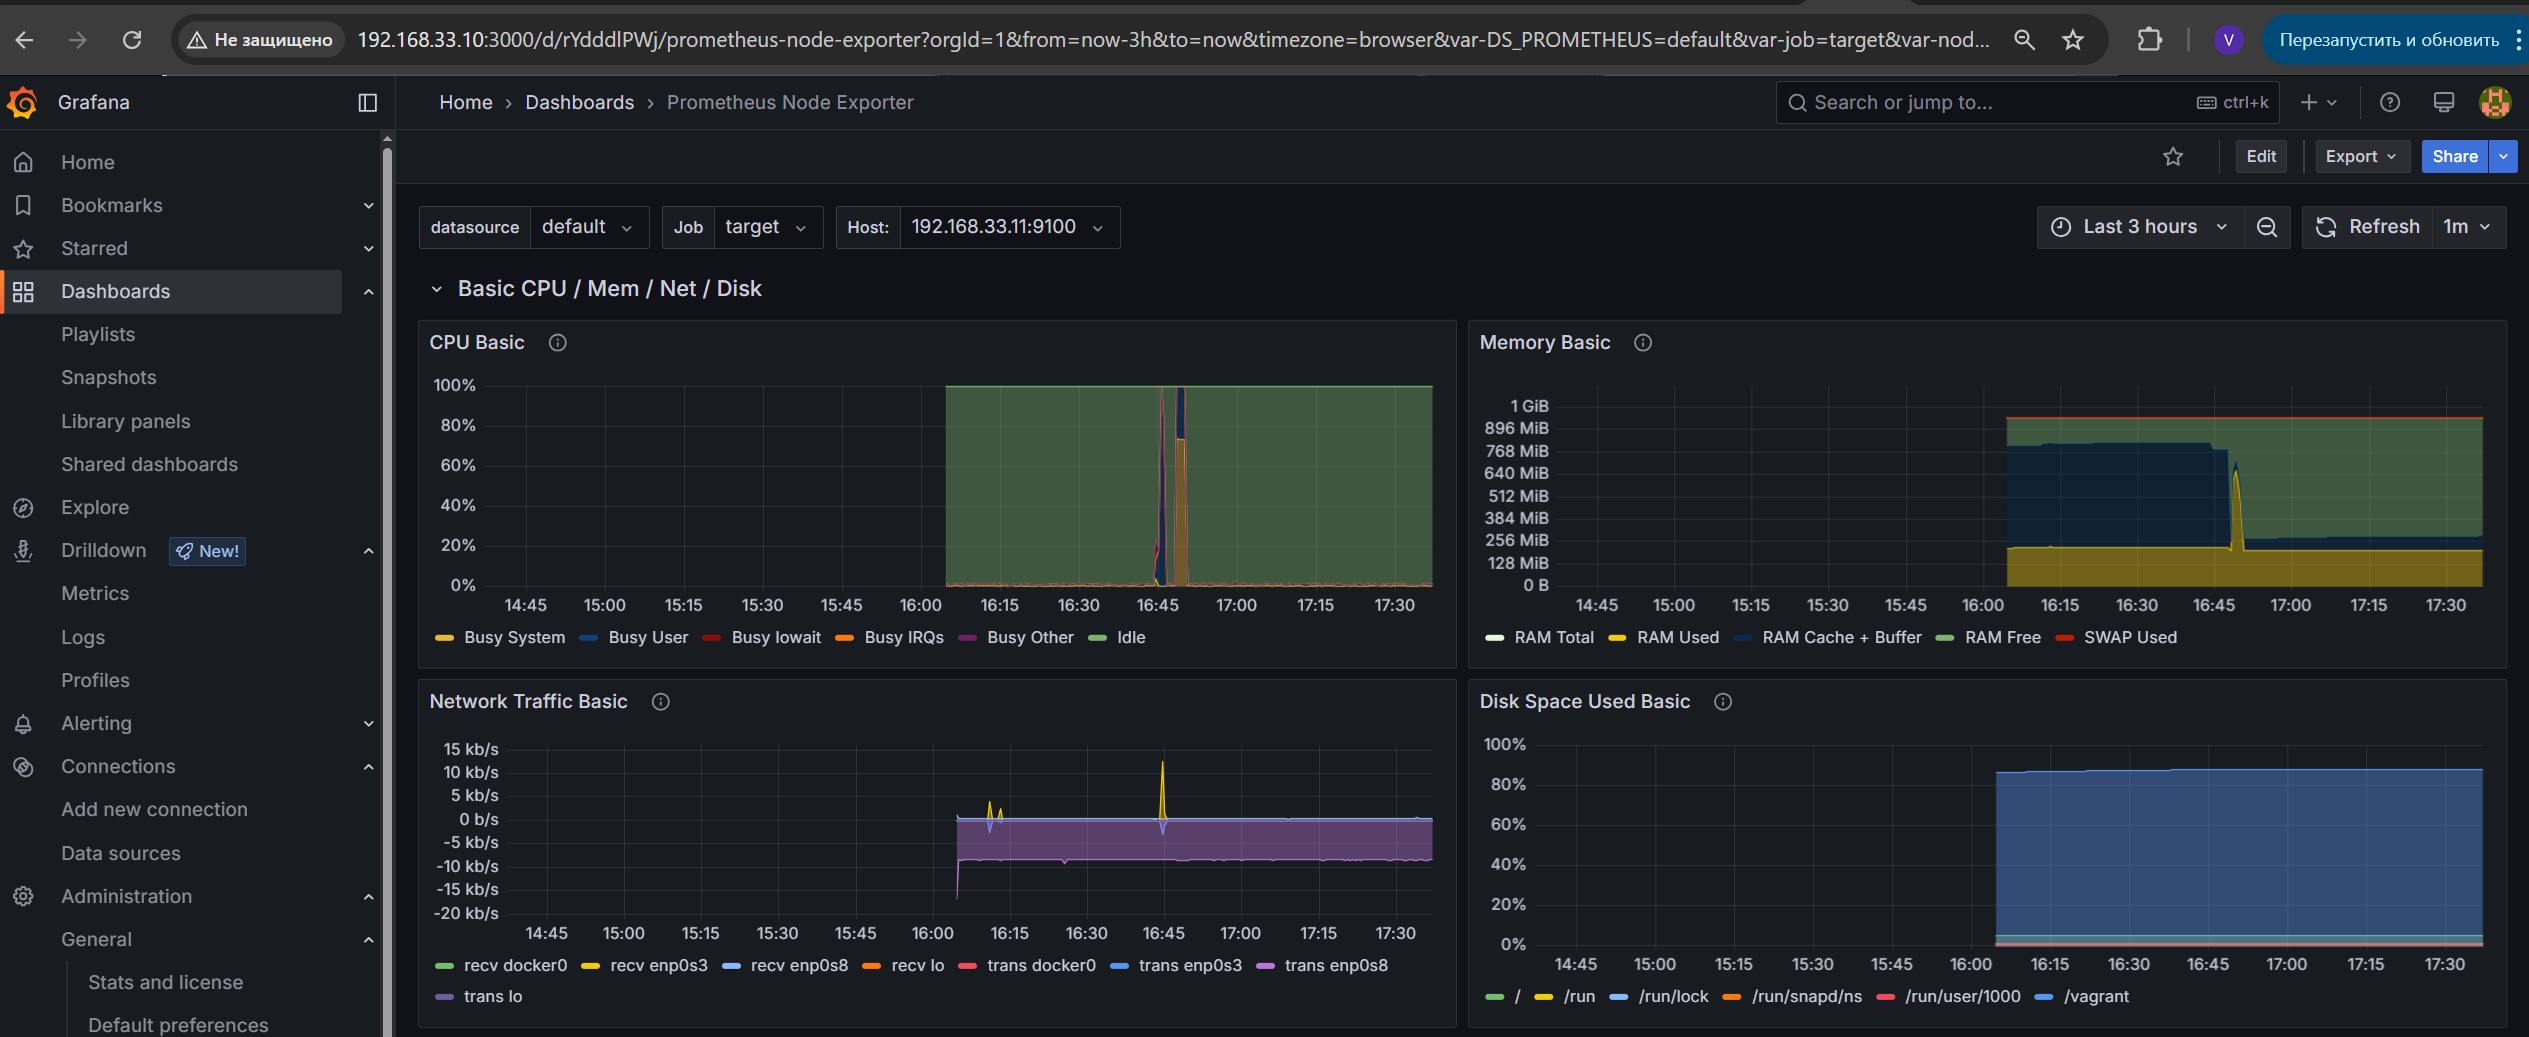 Не защищено 192.168.33.10:3000/d/rYdddlPWj/prometheus-node-exporter?orgId=1&from=now-3h&to=now&timezone=browser&var-DS_PROMETHEUS=default&var-job=target&var-nod... V Перезапустить и обновить
Grafana
Home › Dashboards › Prometheus Node Exporter
Search or jump to... ctrl+k
Edit Export Share
Home
Bookmarks
Starred
Dashboards
Playlists
Snapshots
Library panels
Shared dashboards
Explore
Drilldown New!
Metrics
Logs
Profiles
Alerting
Connections
Add new connection
Data sources
Administration
General
Stats and license
Default preferences
datasource default Job target Host: 192.168.33.11:9100
Last 3 hours Refresh 1m
Basic CPU / Mem / Net / Disk
CPU Basic
100%
80%
60%
40%
20%
0%
14:45 15:00 15:15 15:30 15:45 16:00 16:15 16:30 16:45 17:00 17:15 17:30
Busy System Busy User Busy Iowait Busy IRQs Busy Other Idle
Memory Basic
1 GiB
896 MiB
768 MiB
640 MiB
512 MiB
384 MiB
256 MiB
128 MiB
0 B
14:45 15:00 15:15 15:30 15:45 16:00 16:15 16:30 16:45 17:00 17:15 17:30
RAM Total RAM Used RAM Cache + Buffer RAM Free SWAP Used
Network Traffic Basic
15 kb/s
10 kb/s
5 kb/s
0 b/s
-5 kb/s
-10 kb/s
-15 kb/s
-20 kb/s
14:45 15:00 15:15 15:30 15:45 16:00 16:15 16:30 16:45 17:00 17:15 17:30
recv docker0 recv enp0s3 recv enp0s8 recv lo trans docker0 trans enp0s3 trans enp0s8
trans lo
Disk Space Used Basic
100%
80%
60%
40%
20%
0%
14:45 15:00 15:15 15:30 15:45 16:00 16:15 16:30 16:45 17:00 17:15 17:30
/ /run /run/lock /run/snapd/ns /run/user/1000 /vagrant